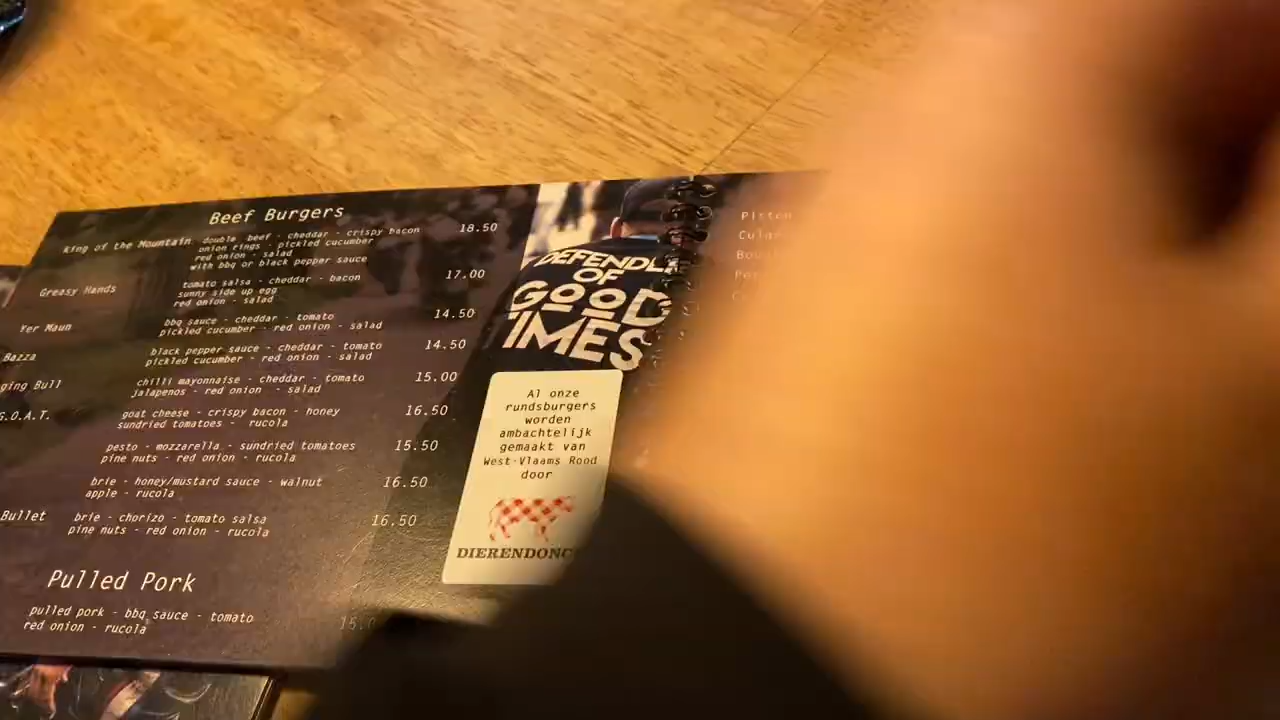 Beef Burgers
King of the Mountain double beef - cheddar - crispy bacon 18.50
onion rings - pickled cucumber
red onion - salad
with bbq or black pepper sauce
Greasy Hands tomato salsa - cheddar - bacon 17.00
sunny side up egg
red onion - salad
Yer Maun bbq sauce - cheddar - tomato 14.50
pickled cucumber - red onion - salad
Bazza black pepper sauce - cheddar - tomato 14.50
pickled cucumber - red onion - salad
ging Bull chilli mayonnaise - cheddar - tomato 15.00
jalapenos - red onion - salad
G.O.A.T. goat cheese - crispy bacon - honey 16.50
sundried tomatoes - rucola
pesto - mozzarella - sundried tomatoes 15.50
pine nuts - red onion - rucola
brie - honey/mustard sauce - walnut 16.50
apple - rucola
Bullet brie - chorizo - tomato salsa 16.50
pine nuts - red onion - rucola
Pulled Pork
pulled pork - bbq sauce - tomato 15.0
red onion - rucola
DEFENDE
OF
GOOD
TIMES
Al onze
rundsburgers
worden
ambachtelijk
gemaakt van
West-Vlaams Rood
door
DIERENDONC
Piston